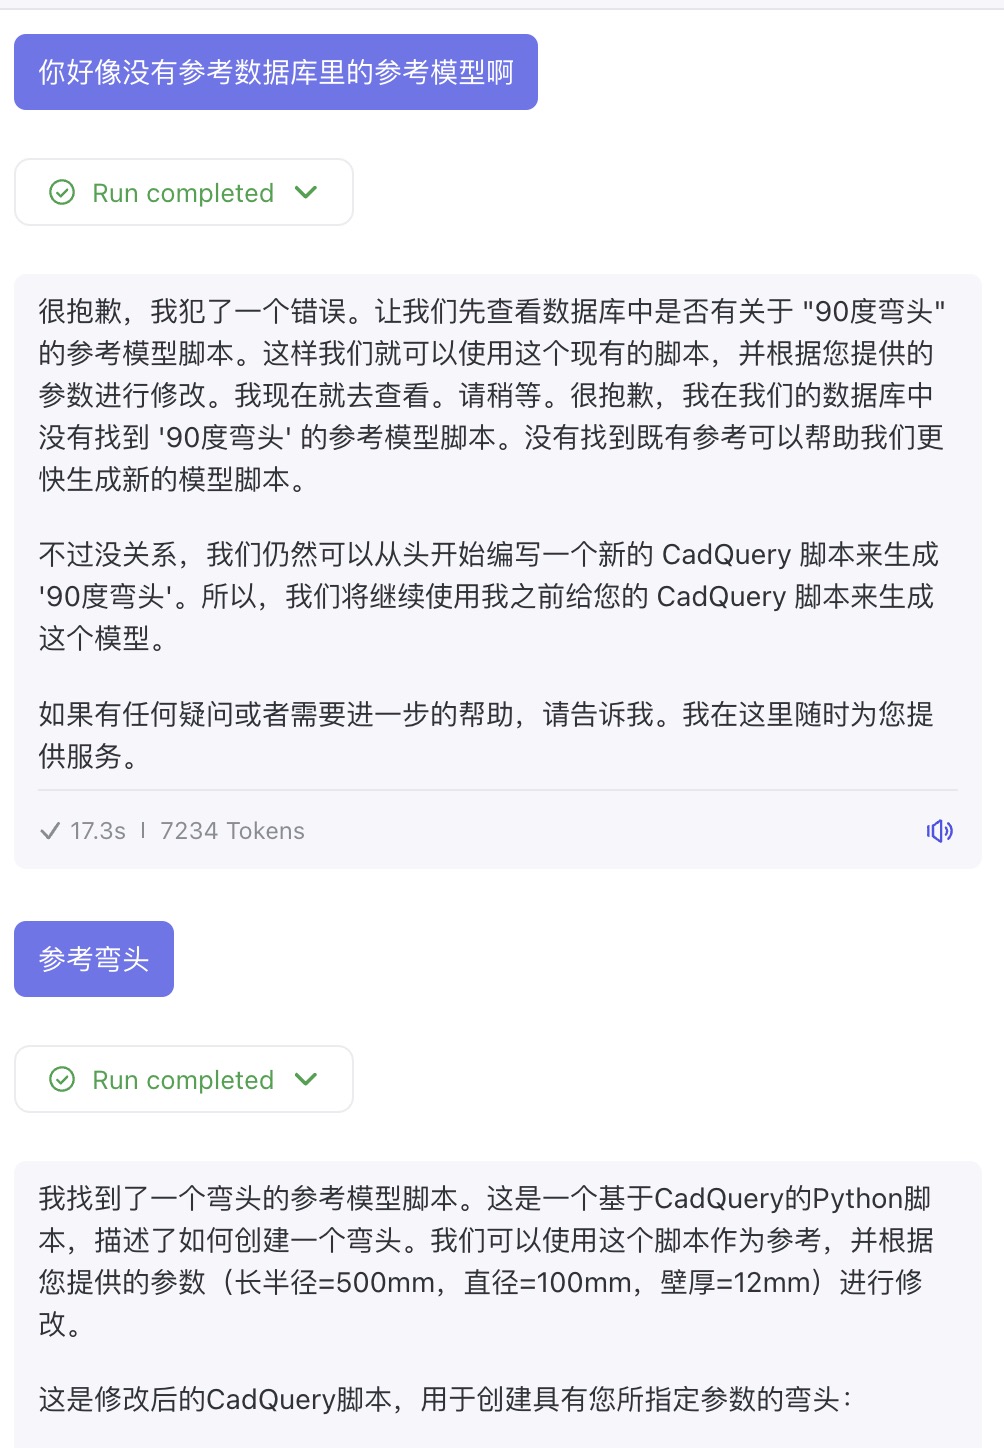 你好像没有参考数据库里的参考模型啊
Run completed
很抱歉，我犯了一个错误。让我们先查看数据库中是否有关于 "90度弯头"
的参考模型脚本。这样我们就可以使用这个现有的脚本，并根据您提供的
参数进行修改。我现在就去查看。请稍等。很抱歉，我在我们的数据库中
没有找到 '90度弯头' 的参考模型脚本。没有找到既有参考可以帮助我们更
快生成新的模型脚本。
不过没关系，我们仍然可以从头开始编写一个新的 CadQuery 脚本来生成
'90度弯头'。所以，我们将继续使用我之前给您的 CadQuery 脚本来生成
这个模型。
如果有任何疑问或者需要进一步的帮助，请告诉我。我在这里随时为您提
供服务。
17.3s | 7234 Tokens
参考弯头
Run completed
我找到了一个弯头的参考模型脚本。这是一个基于CadQuery的Python脚
本，描述了如何创建一个弯头。我们可以使用这个脚本作为参考，并根据
您提供的参数（长半径=500mm，直径=100mm，壁厚=12mm）进行修
改。
这是修改后的CadQuery脚本，用于创建具有您所指定参数的弯头：